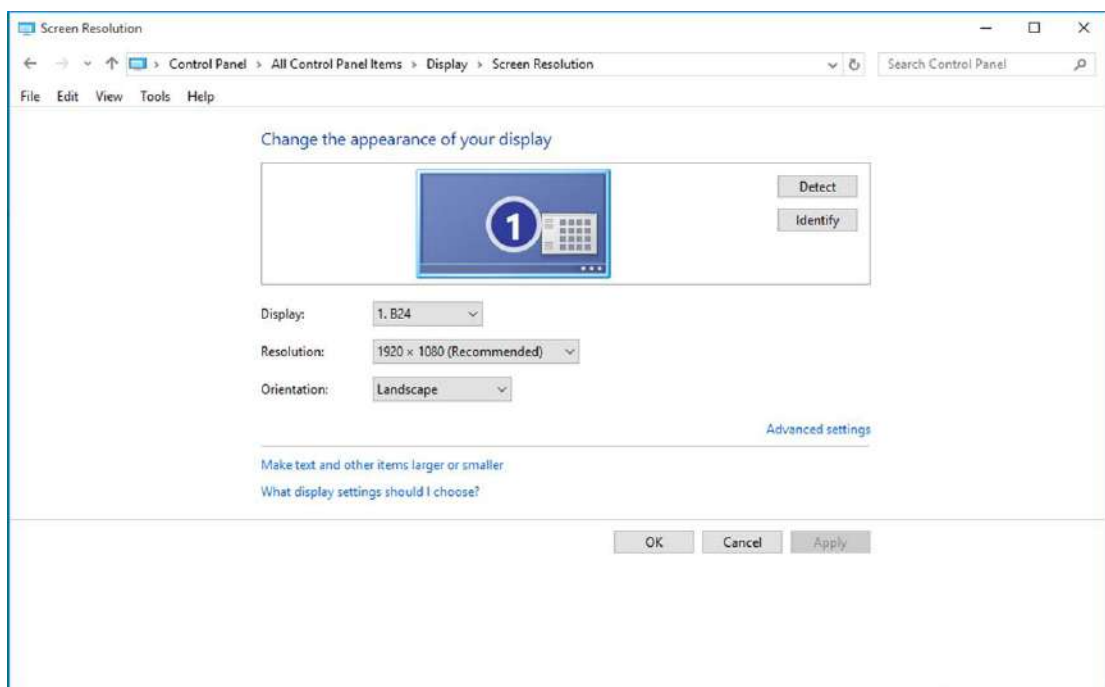 Screen Resolution
Control Panel > All Control Panel Items > Display > Screen Resolution
Search Control Panel
File Edit View Tools Help
Change the appearance of your display
1
Detect
Identify
Display: 1. B24
Resolution: 1920 × 1080 (Recommended)
Orientation: Landscape
Advanced settings
Make text and other items larger or smaller
What display settings should I choose?
OK Cancel Apply